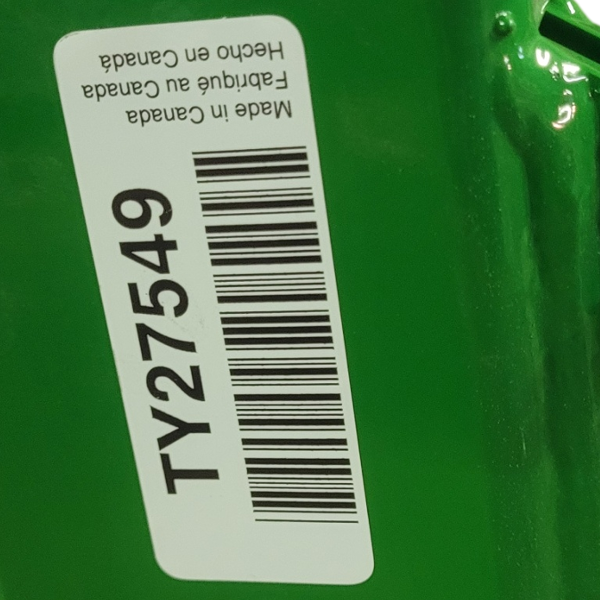 Made in Canada
Fabriqué au Canada
Hecho en Canadá
TY27549